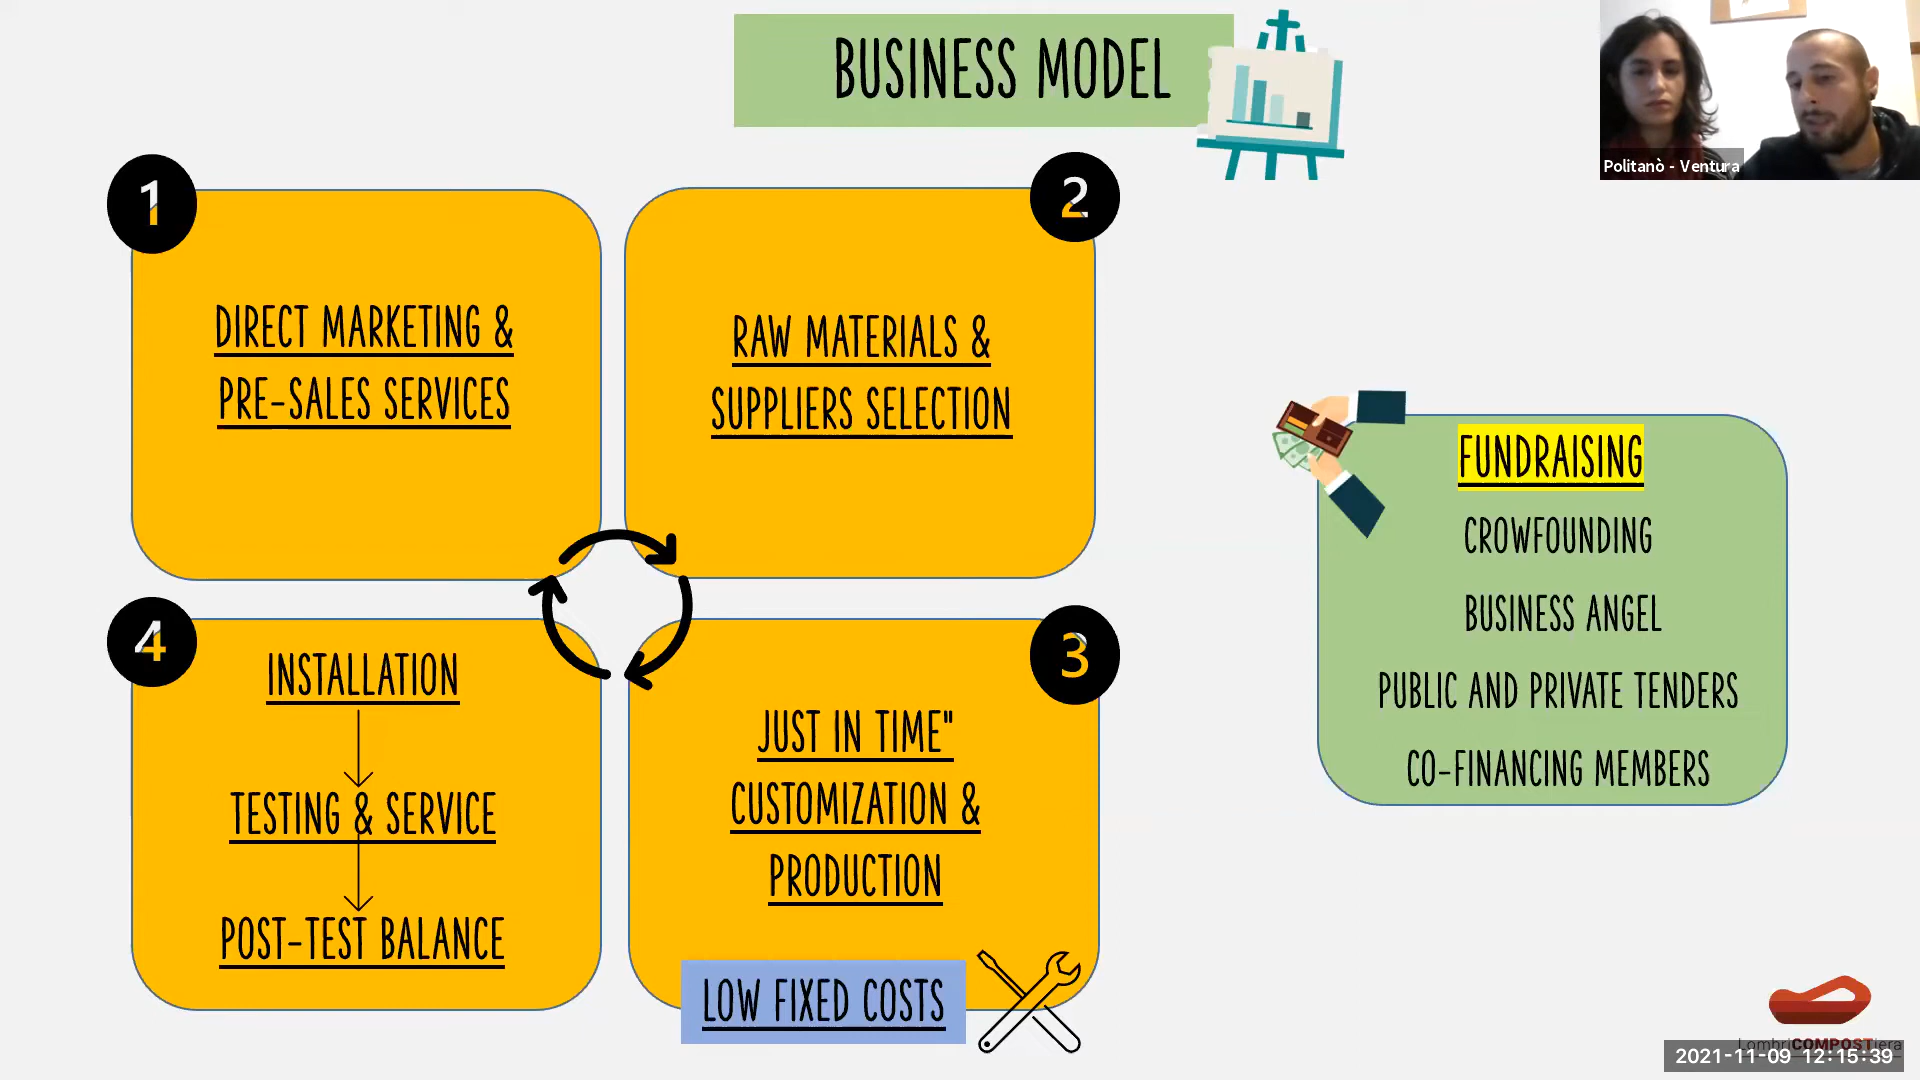 BUSINESS MODEL
Politanò - Ventura
1
DIRECT MARKETING &
PRE-SALES SERVICES
2
RAW MATERIALS &
SUPPLIERS SELECTION
4
INSTALLATION
TESTING & SERVICE
POST-TEST BALANCE
3
JUST IN TIME"
CUSTOMIZATION &
PRODUCTION
LOW FIXED COSTS
FUNDRAISING
CROWFOUNDING
BUSINESS ANGEL
PUBLIC AND PRIVATE TENDERS
CO-FINANCING MEMBERS
LombriCOMPOSTiera
2021-11-09 12:15:39